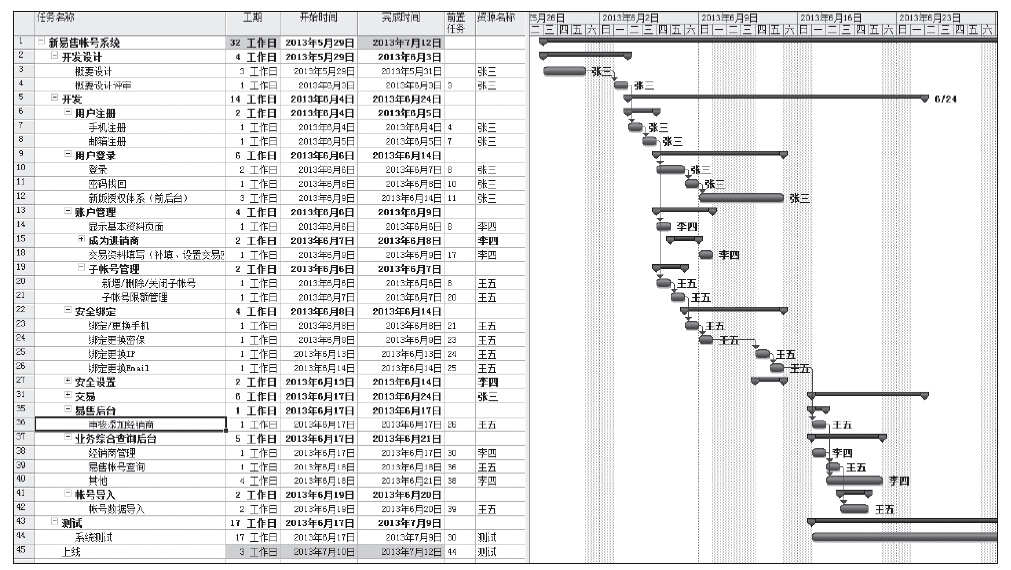 任务名称 工期 开始时间 完成时间 前置任务 资源名称 5月26日 2013年6月2日 2013年6月9日 2013年6月16日 2013年6月23日
二 三 四 五 六 日 一 二 三 四 五 六 日 一 二 三 四 五 六 日 一 二 三 四 五 六 日 一 二 三 四 五 六
1 新易售帐号系统 32 工作日 2013年5月29日 2013年7月12日
2 开发设计 4 工作日 2013年5月29日 2013年6月3日
3 概要设计 3 工作日 2013年5月29日 2013年5月31日 张三 张三
4 概要设计评审 1 工作日 2013年6月3日 2013年6月3日 3 张三 张三
5 开发 14 工作日 2013年6月4日 2013年6月24日 6/24
6 用户注册 2 工作日 2013年6月4日 2013年6月5日
7 手机注册 1 工作日 2013年6月4日 2013年6月4日 4 张三 张三
8 邮箱注册 1 工作日 2013年6月5日 2013年6月5日 7 张三 张三
9 用户登录 6 工作日 2013年6月6日 2013年6月14日
10 登录 2 工作日 2013年6月6日 2013年6月7日 8 张三 张三
11 密码找回 1 工作日 2013年6月8日 2013年6月8日 10 张三 张三
12 新版授权体系（前后台） 3 工作日 2013年6月9日 2013年6月14日 11 张三 张三
13 账户管理 4 工作日 2013年6月6日 2013年6月9日
14 显示基本资料页面 1 工作日 2013年6月6日 2013年6月6日 8 李四 李四
15 成为进销商 2 工作日 2013年6月7日 2013年6月8日 李四
18 交易资料填写（补填、设置交易 1 工作日 2013年6月9日 2013年6月9日 17 李四 李四
19 子帐号管理 2 工作日 2013年6月6日 2013年6月7日
20 新增/删除/关闭子帐号 1 工作日 2013年6月6日 2013年6月6日 8 王五 王五
21 子帐号限额管理 1 工作日 2013年6月7日 2013年6月7日 20 王五 王五
22 安全绑定 4 工作日 2013年6月8日 2013年6月14日
23 绑定/更换手机 1 工作日 2013年6月8日 2013年6月8日 21 王五 王五
24 绑定更换密保 1 工作日 2013年6月9日 2013年6月9日 23 王五 王五
25 绑定更换IP 1 工作日 2013年6月13日 2013年6月13日 24 王五 王五
26 绑定更换Email 1 工作日 2013年6月14日 2013年6月14日 25 王五 王五
27 安全设置 2 工作日 2013年6月13日 2013年6月14日 李四
31 交易 6 工作日 2013年6月17日 2013年6月24日 张三
35 易售后台 1 工作日 2013年6月17日 2013年6月17日
36 审核添加经销商 1 工作日 2013年6月17日 2013年6月17日 26 王五 王五
37 业务综合查询后台 5 工作日 2013年6月17日 2013年6月21日
38 经销商管理 1 工作日 2013年6月17日 2013年6月17日 30 李四 李四
39 易售帐号查询 1 工作日 2013年6月18日 2013年6月18日 36 王五 王五
40 其他 4 工作日 2013年6月18日 2013年6月21日 38 李四 李四
41 帐号导入 2 工作日 2013年6月19日 2013年6月20日
42 帐号数据导入 2 工作日 2013年6月19日 2013年6月20日 39 王五 王五
43 测试 17 工作日 2013年6月17日 2013年7月9日
44 系统测试 17 工作日 2013年6月17日 2013年7月9日 30 测试
45 上线 3 工作日 2013年7月10日 2013年7月12日 44 测试